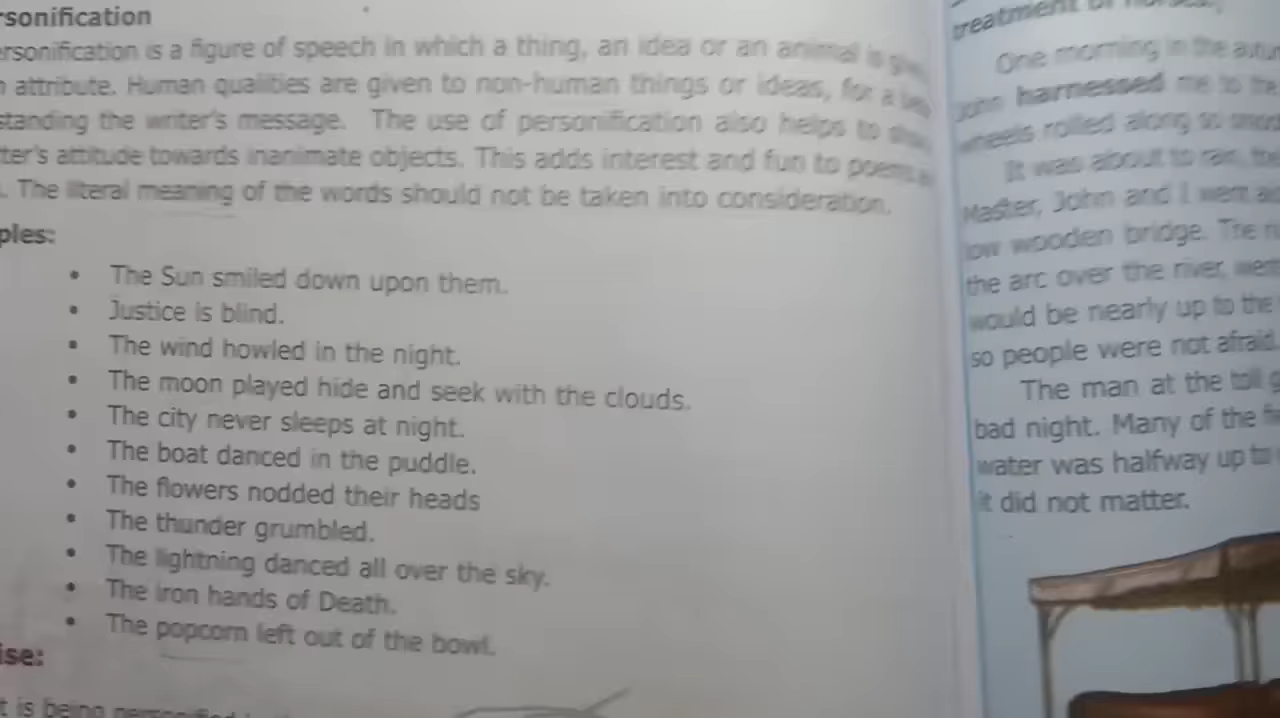 rsonification
ersonification is a figure of speech in which a thing, an idea or an animal is
attribute. Human qualities are given to non-human things or ideas, for a
standing the writer's message. The use of personification also helps to
ter's attitude towards inanimate objects. This adds interest and fun to poems
. The literal meaning of the words should not be taken into consideration.
ples:
• The Sun smiled down upon them.
• Justice is blind.
• The wind howled in the night.
• The moon played hide and seek with the clouds.
• The city never sleeps at night.
• The boat danced in the puddle.
• The flowers nodded their heads
• The thunder grumbled.
• The lightning danced all over the sky.
• The iron hands of Death.
• The popcorn left out of the bowl.
ise:
t is being personified
treatment of horses.
One morning in the
John harnessed me to the
wheels rolled along so
It was about to rain, the
Master, John and I went
low wooden bridge. The
the arc over the river, went
would be nearly up to the
so people were not afraid.
The man at the toll
bad night. Many of the
water was halfway up to
it did not matter.